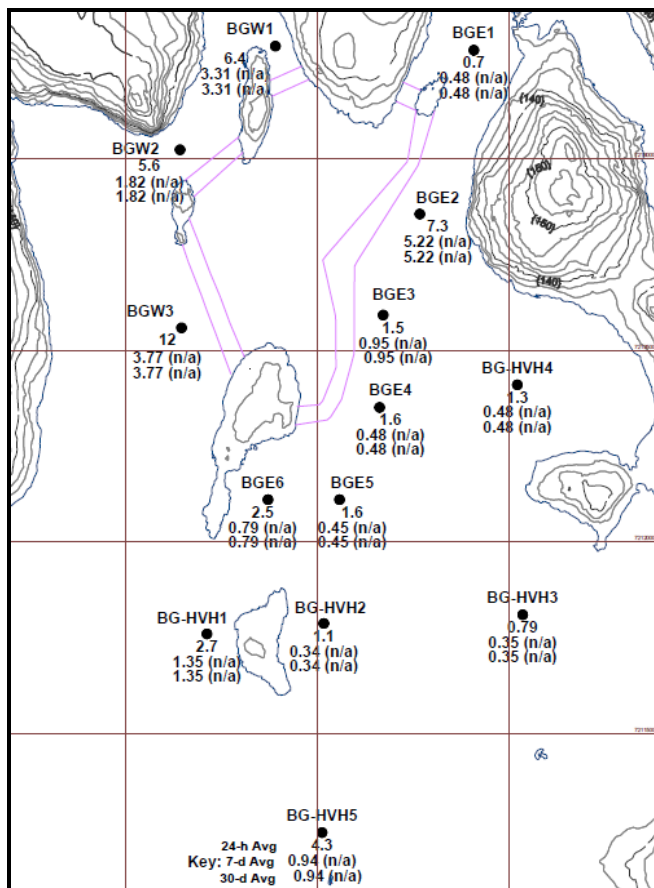 BGW1
6.4
3.31 (n/a)
3.31 (n/a)
BGE1
0.7
0.48 (n/a)
0.48 (n/a)
(140)
(160)
(160)
(140)
BGW2
5.6
1.82 (n/a)
1.82 (n/a)
BGE2
7.3
5.22 (n/a)
5.22 (n/a)
BGW3
12
3.77 (n/a)
3.77 (n/a)
BGE3
1.5
0.95 (n/a)
0.95 (n/a)
BG-HVH4
1.3
0.48 (n/a)
0.48 (n/a)
BGE4
1.6
0.48 (n/a)
0.48 (n/a)
BGE6
2.5
0.79 (n/a)
0.79 (n/a)
BGE5
1.6
0.45 (n/a)
0.45 (n/a)
BG-HVH1
2.7
1.35 (n/a)
1.35 (n/a)
BG-HVH2
1.1
0.34 (n/a)
0.34 (n/a)
BG-HVH3
0.79
0.35 (n/a)
0.35 (n/a)
BG-HVH5
24-h Avg 4.3
Key: 7-d Avg 0.94 (n/a)
30-d Avg 0.94 (n/a)